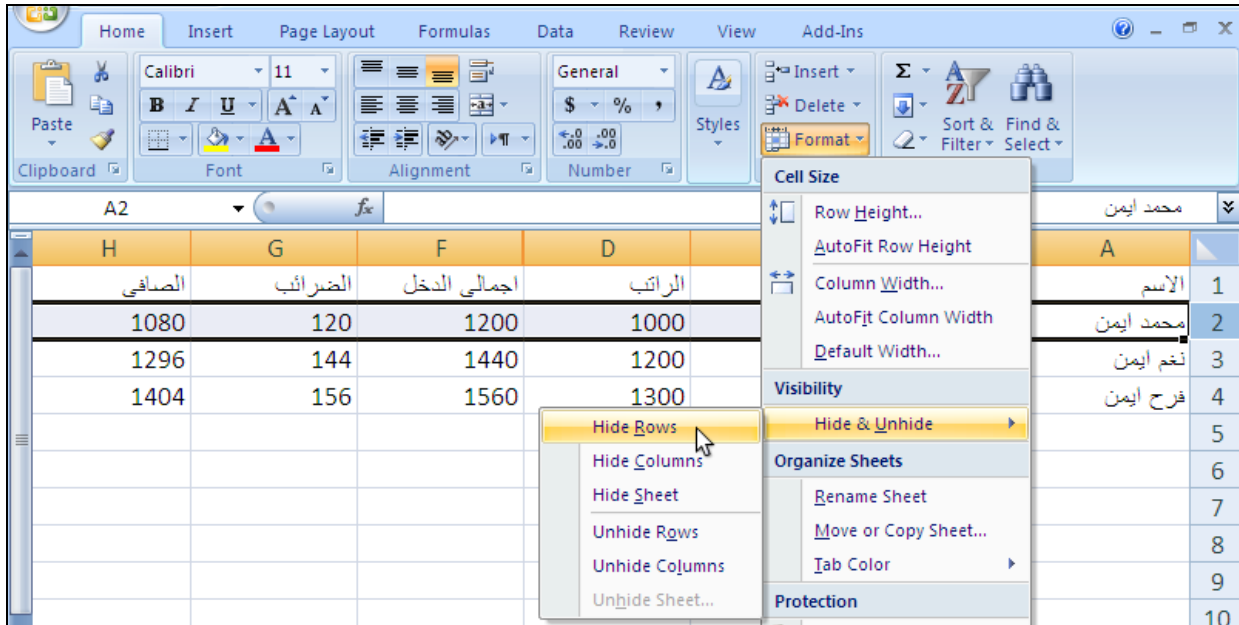 Home Insert Page Layout Formulas Data Review View Add-Ins
Calibri 11 General Insert Σ
B I U A A $ % , Delete
Paste Styles Sort & Find &
A .00 .00 Format Filter Select
Clipboard Font Alignment Number
Cell Size
A2 fx محمد ايمن
Row Height...
AutoFit Row Height
Column Width...
AutoFit Column Width
Default Width...
Visibility
Hide & Unhide
Organize Sheets
Rename Sheet
Move or Copy Sheet...
Tab Color
Protection
Hide Rows
Hide Columns
Hide Sheet
Unhide Rows
Unhide Columns
Unhide Sheet...
H G F D A
1 الاسم الراتب اجمالى الدخل الضرائب الصافى
2 محمد ايمن 1000 1200 120 1080
3 نغم ايمن 1200 1440 144 1296
4 فرح ايمن 1300 1560 156 1404
5
6
7
8
9
10